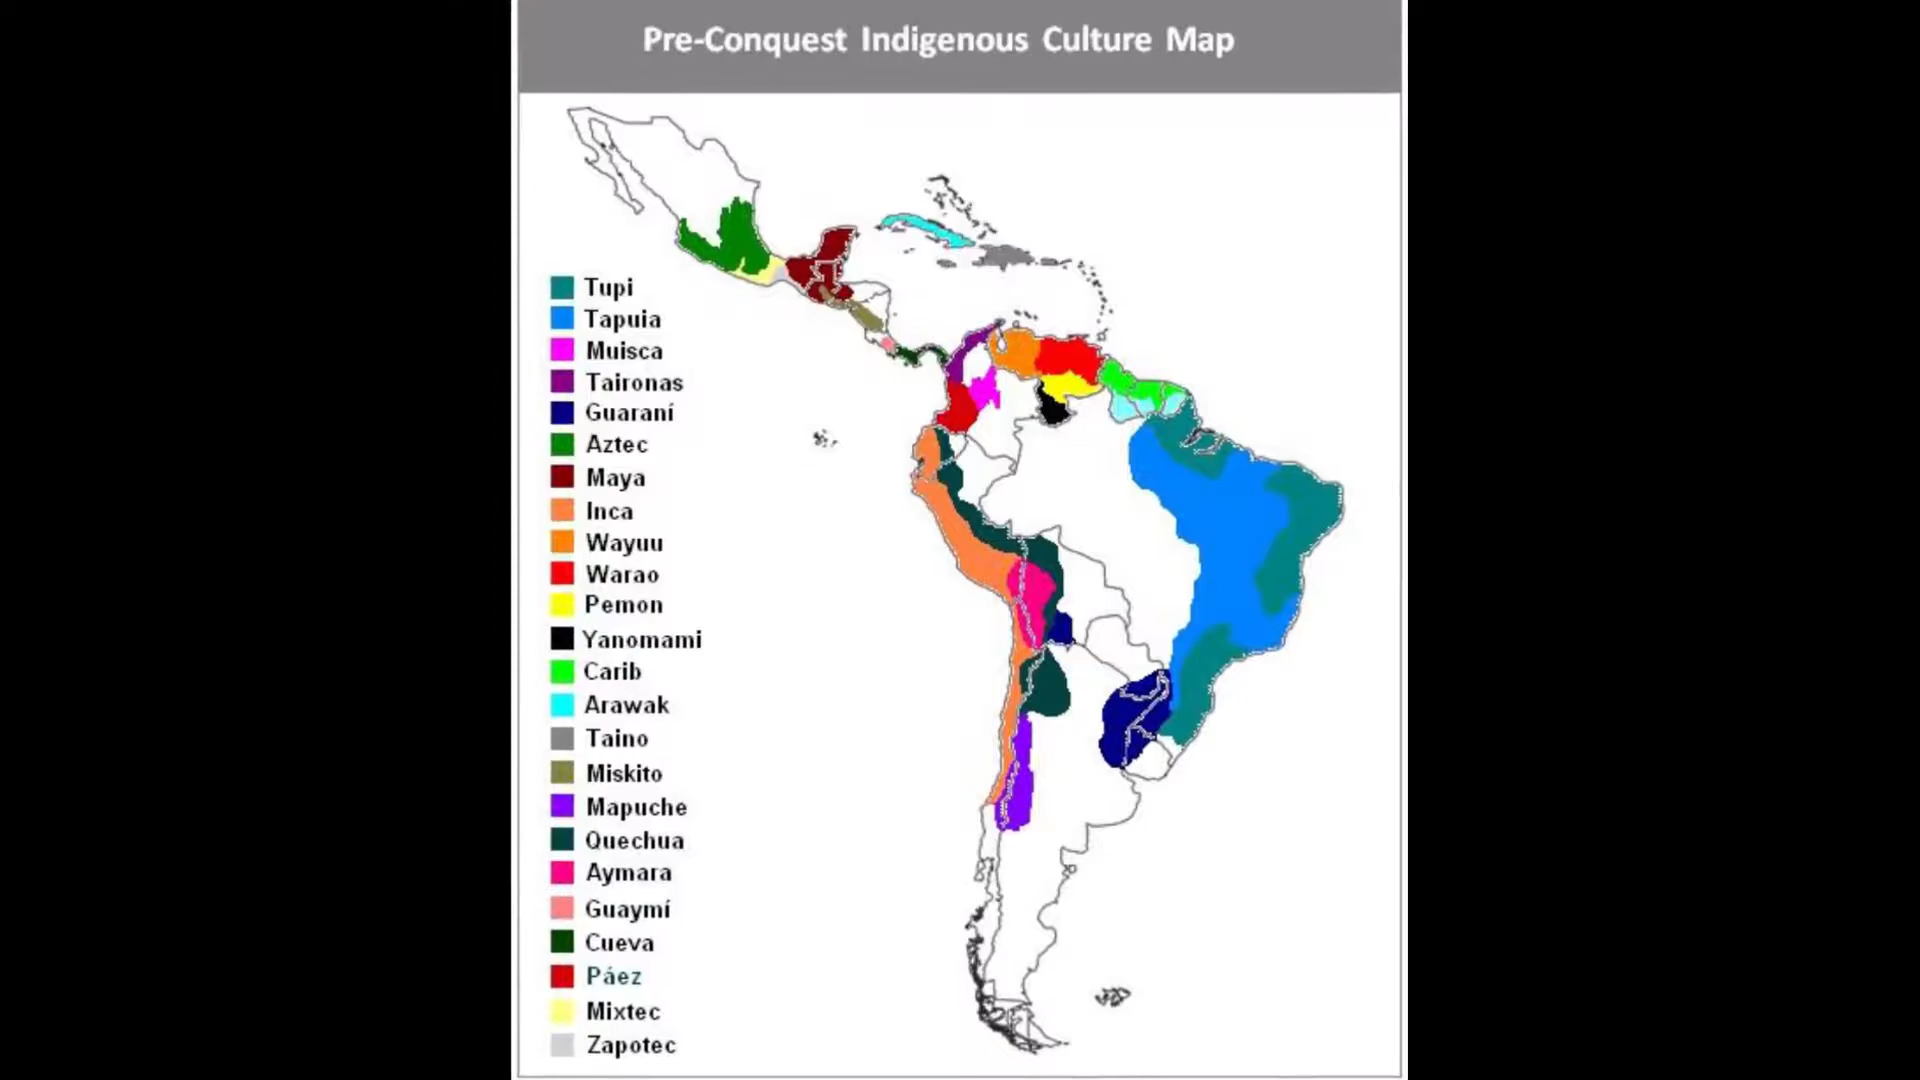 Pre-Conquest Indigenous Culture Map
Tupi
Tapuia
Muisca
Taironas
Guaraní
Aztec
Maya
Inca
Wayuu
Warao
Pemon
Yanomami
Carib
Arawak
Taino
Miskito
Mapuche
Quechua
Aymara
Guaymí
Cueva
Páez
Mixtec
Zapotec